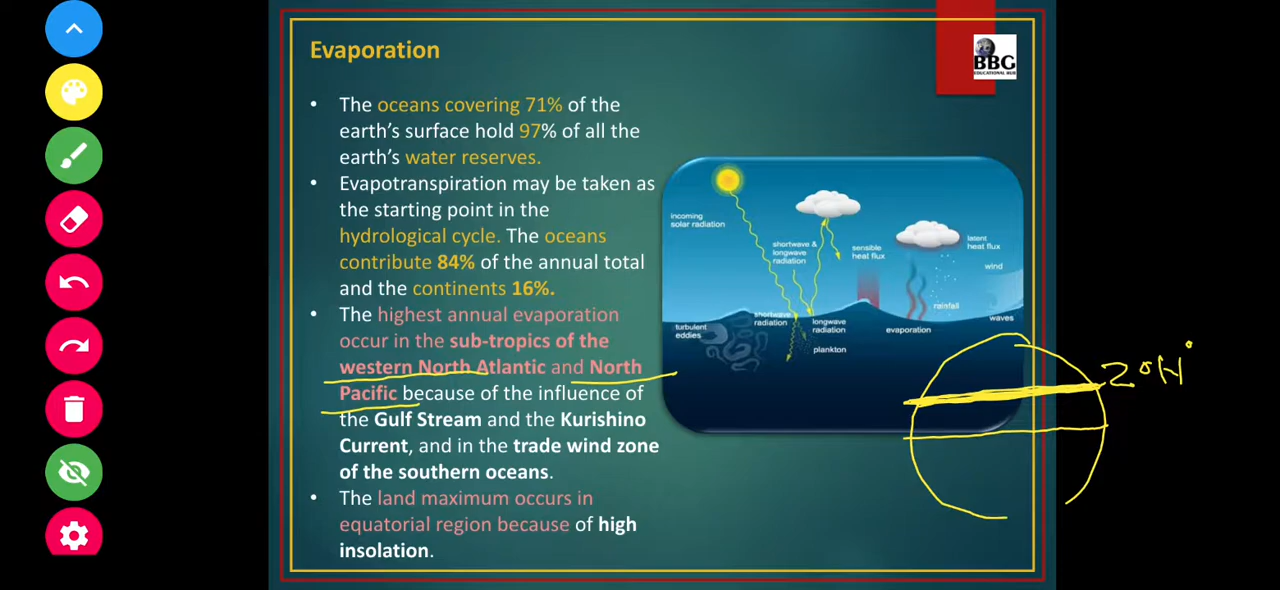 Evaporation
BBG
EDUCATIONAL HUB
• The oceans covering 71% of the
earth's surface hold 97% of all the
earth's water reserves.
• Evapotranspiration may be taken as
the starting point in the
hydrological cycle. The oceans
contribute 84% of the annual total
and the continents 16%.
• The highest annual evaporation
occur in the sub-tropics of the
western North Atlantic and North
Pacific because of the influence of
the Gulf Stream and the Kurishino
Current, and in the trade wind zone
of the southern oceans.
• The land maximum occurs in
equatorial region because of high
insolation.
incoming
solar radiation
shortwave &
longwave
radiation
sensible
heat flux
latent
heat flux
wind
rainfall
waves
turbulent
eddies
shortwave
radiation
longwave
radiation
evaporation
plankton
20N°